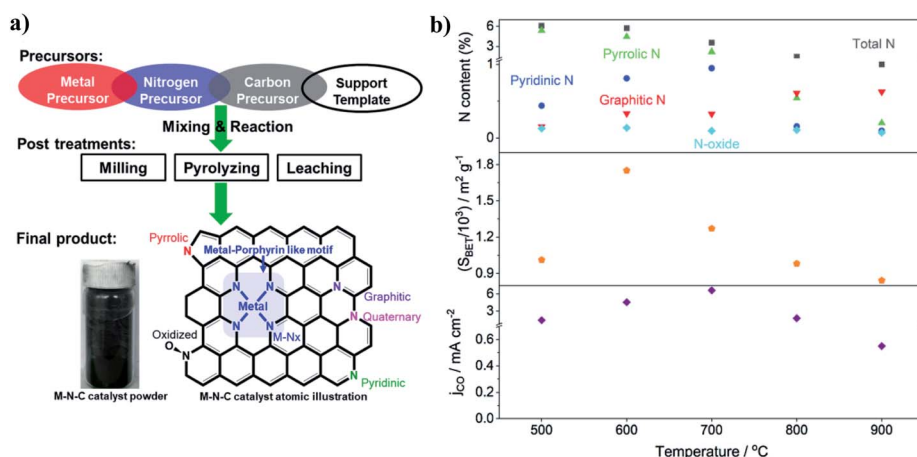 a)
Precursors:
Metal Precursor
Nitrogen Precursor
Carbon Precursor
Support Template
Mixing & Reaction
Post treatments:
Milling
Pyrolyzing
Leaching
Final product:
Pyrrolic
N
Metal-Porphyrin like motif
N
N
N
Metal
Graphitic
N
N
N
Quaternary
M-Nx
Oxidized
O
N
N
Pyridinic
M-N-C catalyst powder
M-N-C catalyst atomic illustration
b)
N content (%)
6
3
1
0
Total N
Pyrrolic N
Pyridinic N
Graphitic N
N-oxide
(S_BET/10³) / m² g⁻¹
1.8
1.5
1.2
0.9
j_CO / mA cm⁻²
6
3
0.6
0.4
0.2
0.0
500 600 700 800 900
Temperature / °C